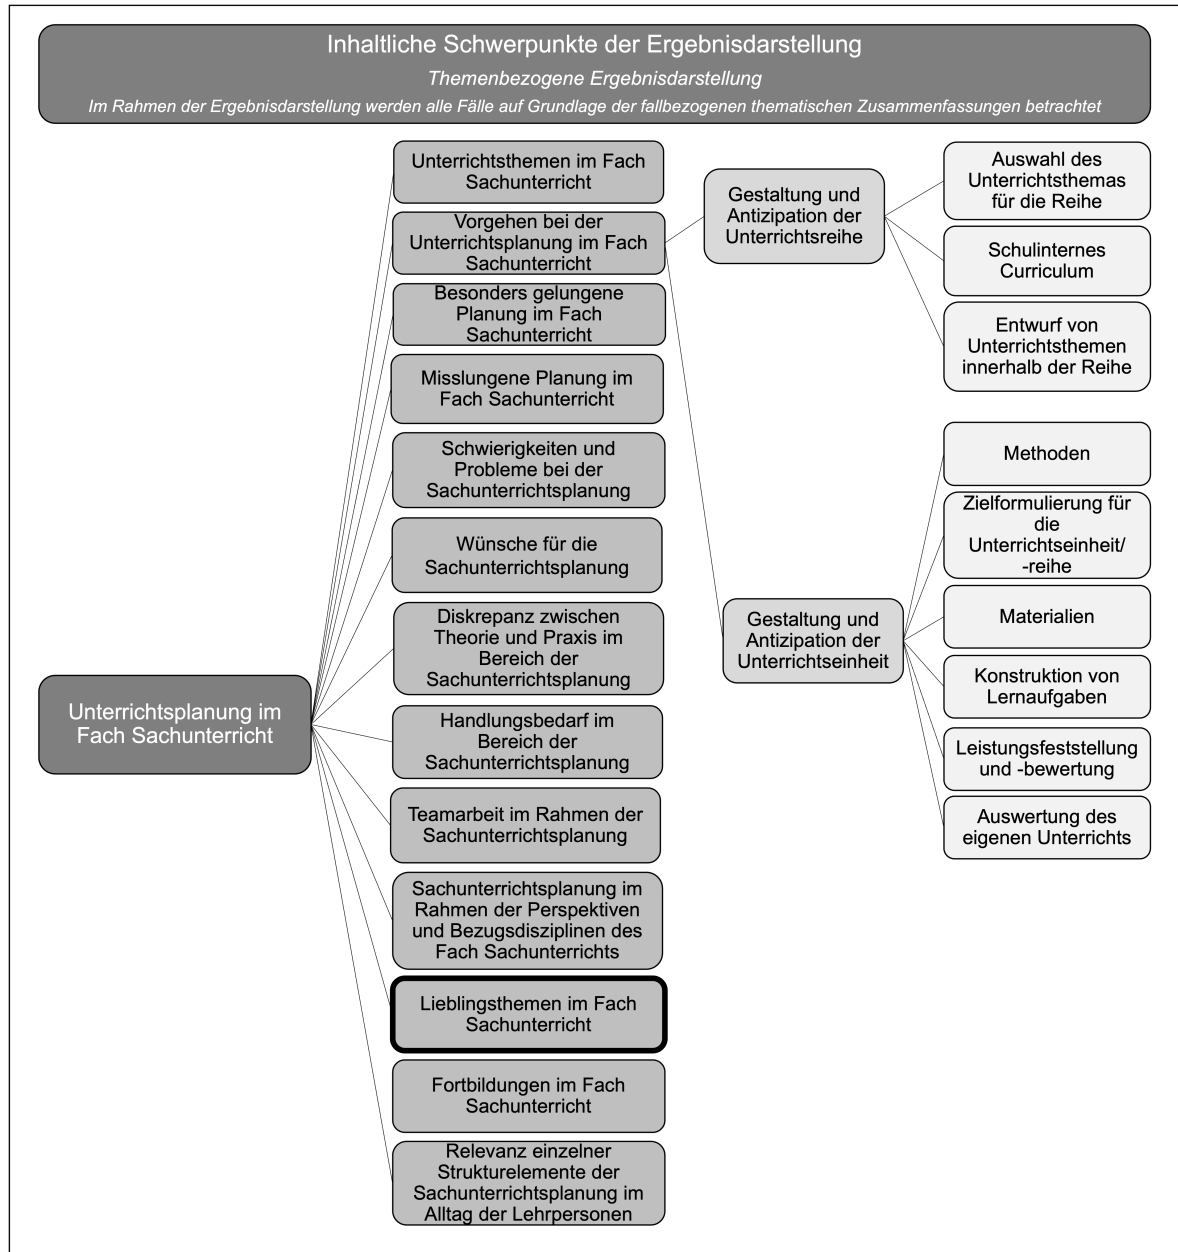 Inhaltliche Schwerpunkte der Ergebnisdarstellung
Themenbezogene Ergebnisdarstellung
Im Rahmen der Ergebnisdarstellung werden alle Fälle auf Grundlage der fallbezogenen thematischen Zusammenfassungen betrachtet
Unterrichtsplanung im
Fach Sachunterricht
Unterrichtsthemen im Fach
Sachunterricht
Vorgehen bei der
Unterrichtsplanung im Fach
Sachunterricht
Besonders gelungene
Planung im Fach
Sachunterricht
Misslungene Planung im
Fach Sachunterricht
Schwierigkeiten und
Probleme bei der
Sachunterrichtsplanung
Wünsche für die
Sachunterrichtsplanung
Diskrepanz zwischen
Theorie und Praxis im
Bereich der
Sachunterrichtsplanung
Handlungsbedarf im
Bereich der
Sachunterrichtsplanung
Teamarbeit im Rahmen der
Sachunterrichtsplanung
Sachunterrichtsplanung im
Rahmen der Perspektiven
und Bezugsdisziplinen des
Fach Sachunterrichts
Lieblingsthemen im Fach
Sachunterricht
Fortbildungen im Fach
Sachunterricht
Relevanz einzelner
Strukturelemente der
Sachunterrichtsplanung im
Alltag der Lehrpersonen
Gestaltung und
Antizipation der
Unterrichtsreihe
Auswahl des
Unterrichtsthemas
für die Reihe
Schulinternes
Curriculum
Entwurf von
Unterrichtsthemen
innerhalb der Reihe
Gestaltung und
Antizipation der
Unterrichtseinheit
Methoden
Zielformulierung für
die
Unterrichtseinheit/
-reihe
Materialien
Konstruktion von
Lernaufgaben
Leistungsfeststellung
und -bewertung
Auswertung des
eigenen Unterrichts